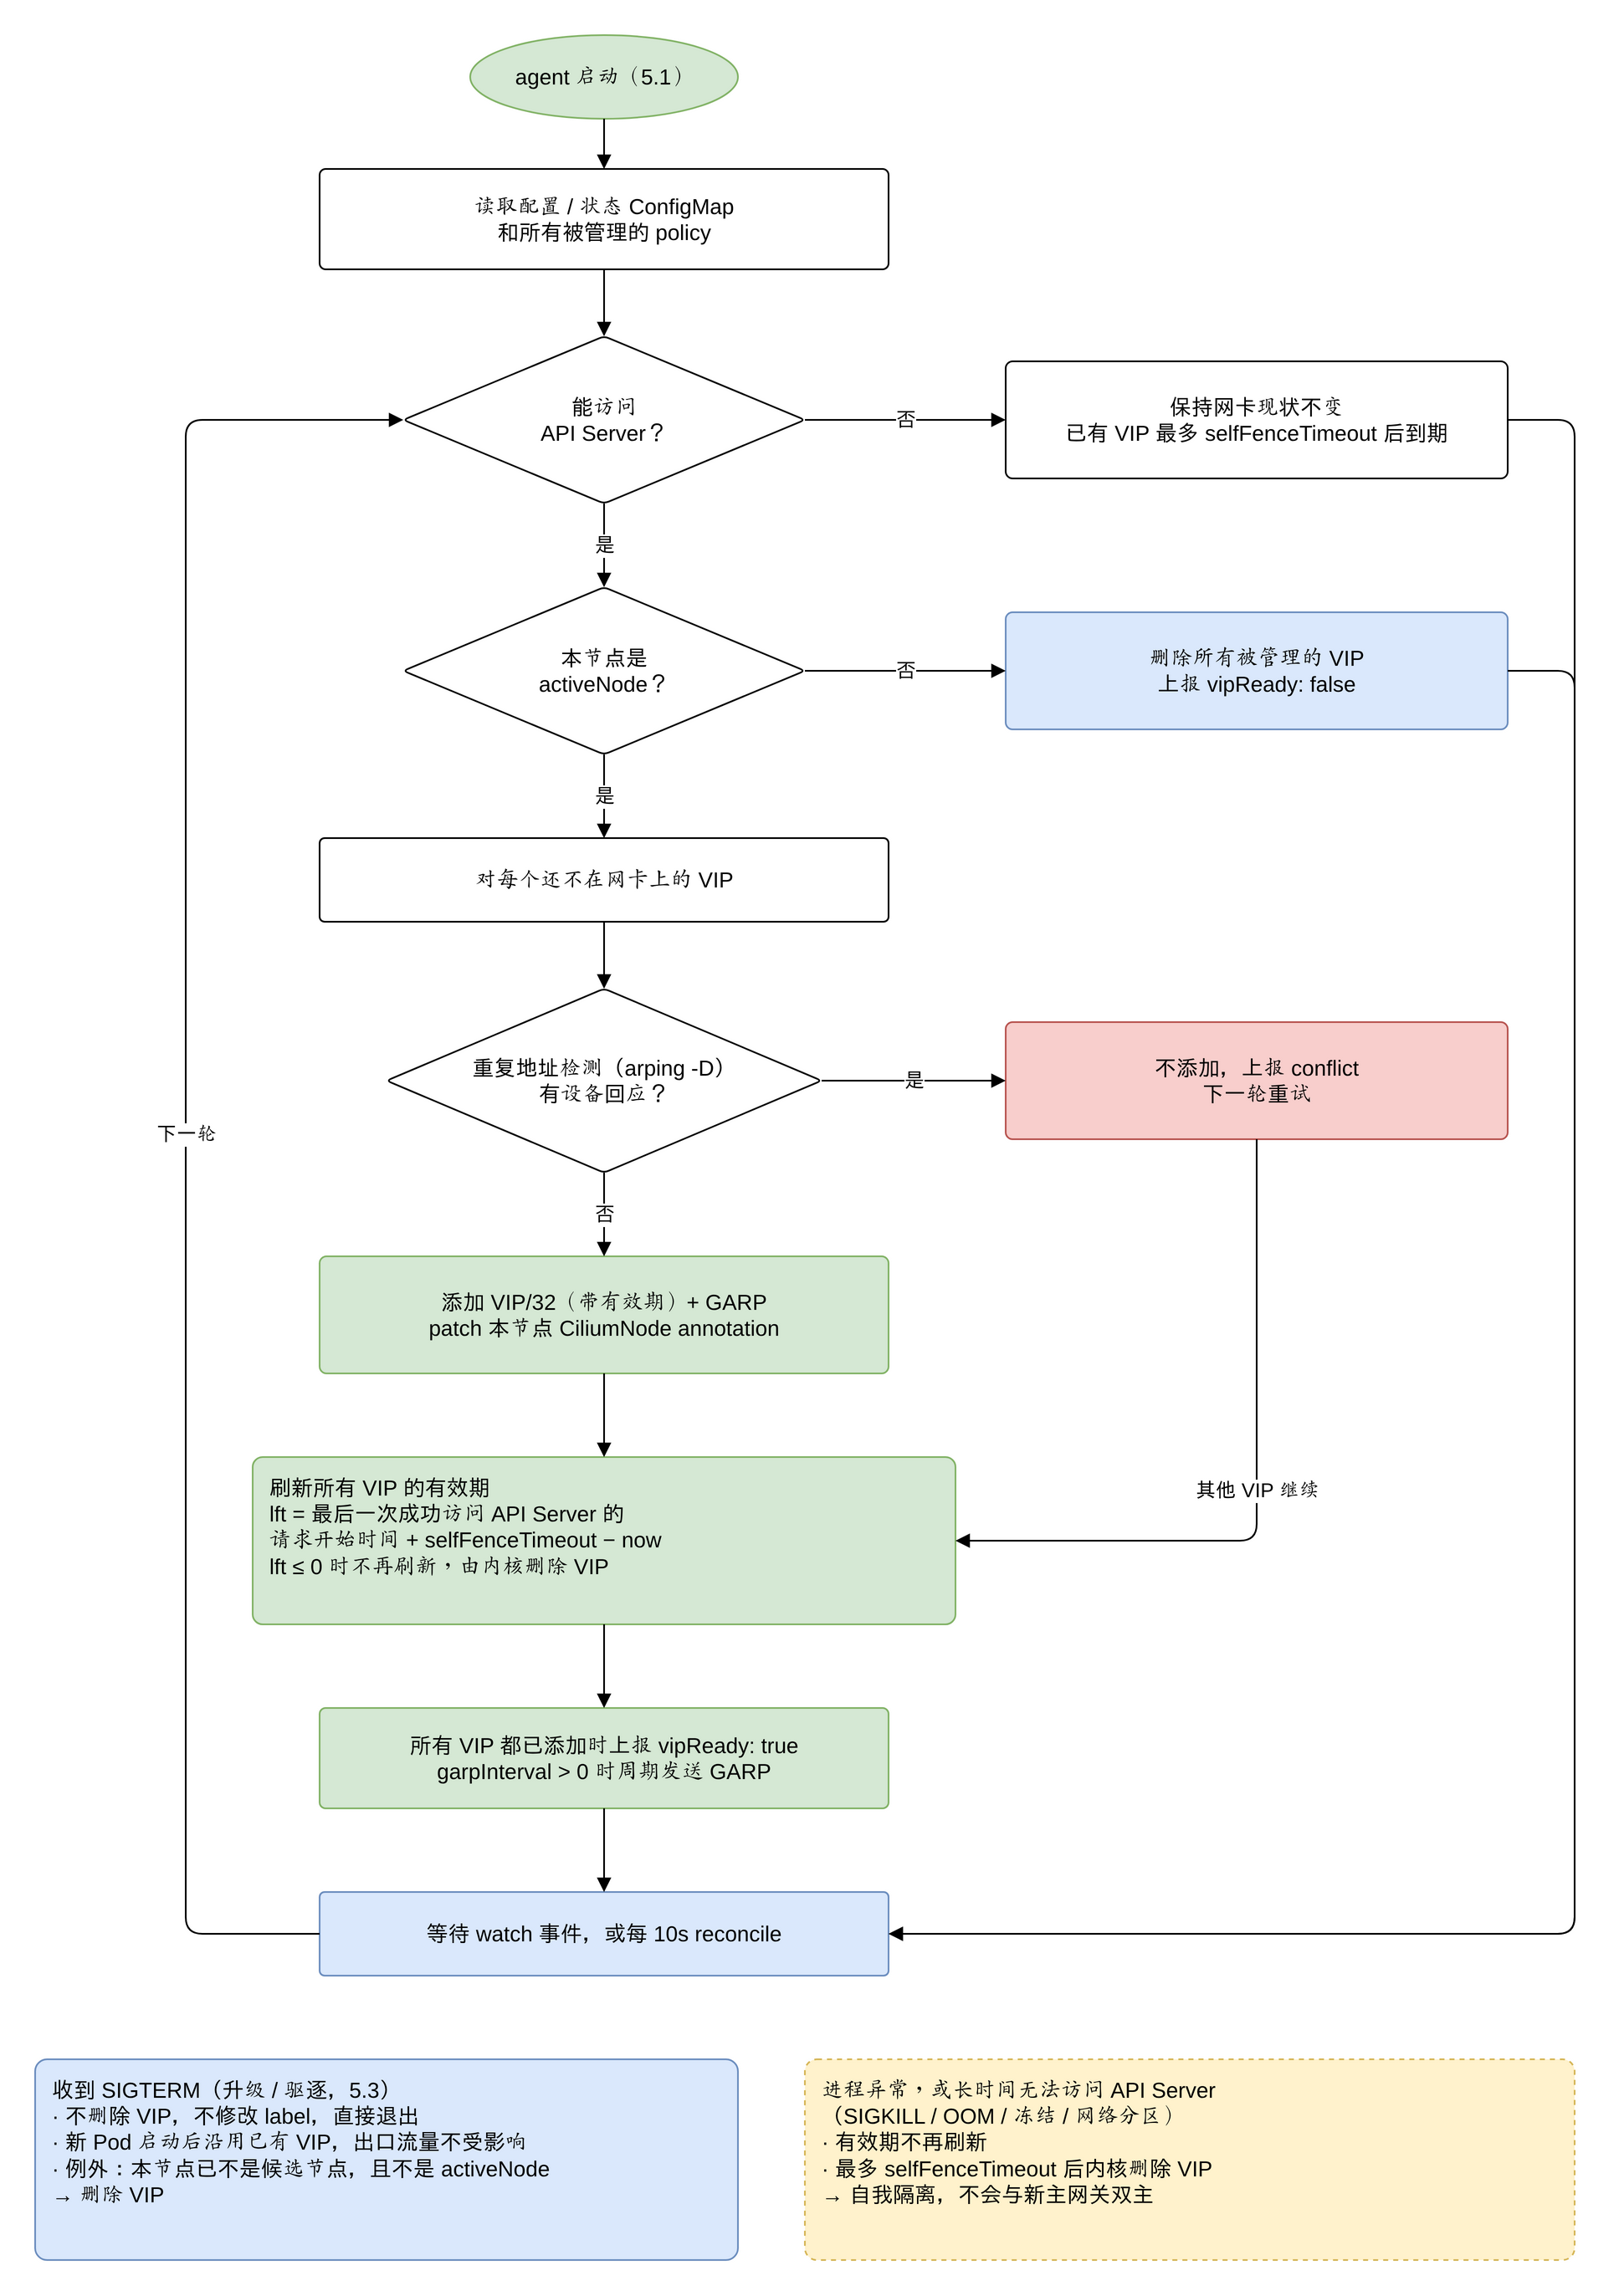 agent 启动（5.1）
读取配置 / 状态 ConfigMap
和所有被管理的 policy
能访问
API Server？
否
保持网卡现状不变
已有 VIP 最多 selfFenceTimeout 后到期
是
本节点是
activeNode？
否
删除所有被管理的 VIP
上报 vipReady: false
是
对每个还不在网卡上的 VIP
重复地址检测（arping -D）
有设备回应？
是
不添加，上报 conflict
下一轮重试
下一轮
否
添加 VIP/32（带有效期）+ GARP
patch 本节点 CiliumNode annotation
刷新所有 VIP 的有效期
lft = 最后一次成功访问 API Server 的
请求开始时间 + selfFenceTimeout − now
lft ≤ 0 时不再刷新，由内核删除 VIP
其他 VIP 继续
所有 VIP 都已添加时上报 vipReady: true
garpInterval > 0 时周期发送 GARP
等待 watch 事件，或每 10s reconcile
收到 SIGTERM（升级 / 驱逐，5.3）
· 不删除 VIP，不修改 label，直接退出
· 新 Pod 启动后沿用已有 VIP，出口流量不受影响
· 例外：本节点已不是候选节点，且不是 activeNode
→ 删除 VIP
进程异常，或长时间无法访问 API Server
（SIGKILL / OOM / 冻结 / 网络分区）
· 有效期不再刷新
· 最多 selfFenceTimeout 后内核删除 VIP
→ 自我隔离，不会与新主网关双主